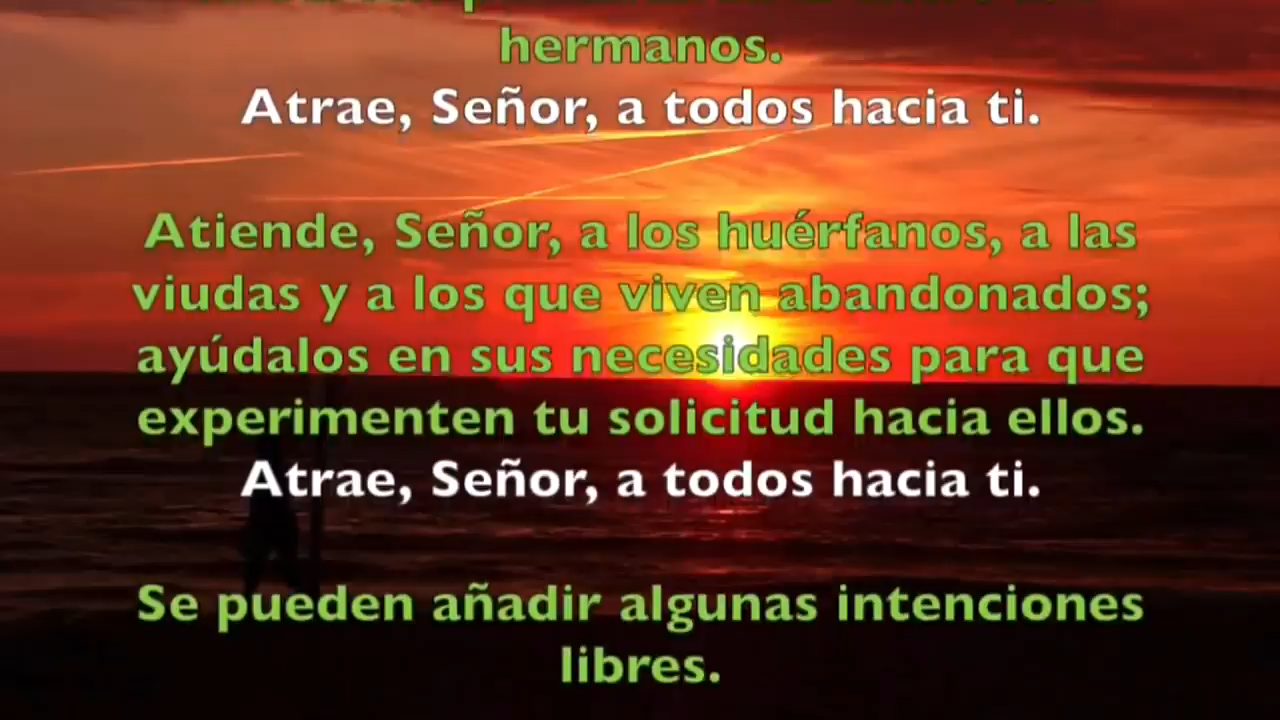 hermanos.
Atrae, Señor, a todos hacia ti.
Atiende, Señor, a los huérfanos, a las
viudas y a los que viven abandonados;
ayúdalos en sus necesidades para que
experimenten tu solicitud hacia ellos.
Atrae, Señor, a todos hacia ti.
Se pueden añadir algunas intenciones
libres.